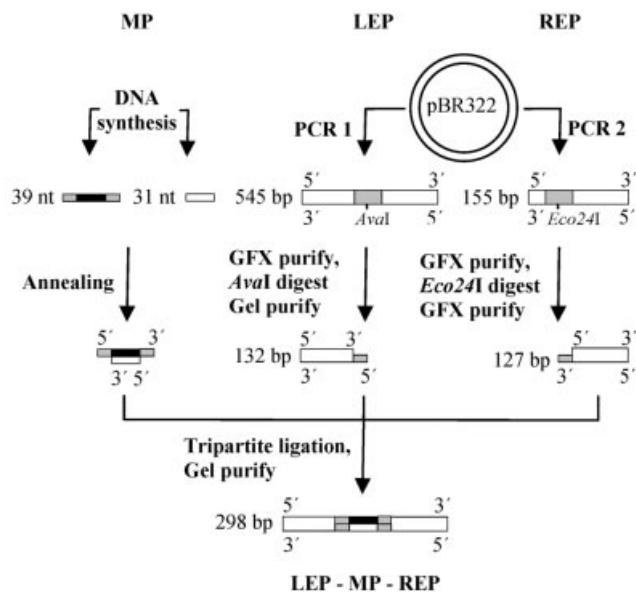 MP LEP REP
DNA
synthesis
pBR322
PCR 1 PCR 2
39 nt 31 nt 545 bp 5´ 3´ 155 bp 5´ 3´
3´ AvaI 5´ 3´ Eco24I 5´
Annealing
GFX purify,
AvaI digest
Gel purify
GFX purify,
Eco24I digest
GFX purify
5´ 3´
3´ 5´
132 bp 5´ 3´
3´ 5´
127 bp 5´ 3´
3´ 5´
Tripartite ligation,
Gel purify
298 bp 5´ 3´
3´ 5´
LEP - MP - REP